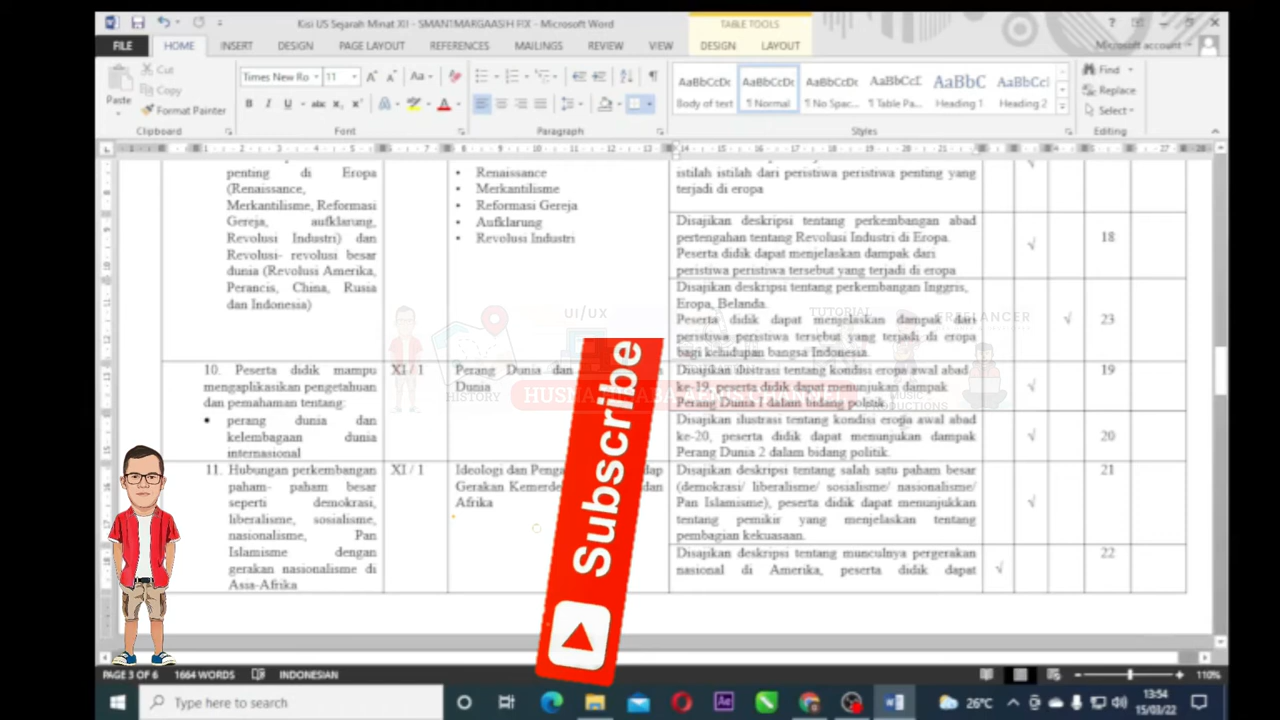 Kisi US Sejarah Minat XII - SMAN1MARGAASIH FIX - Microsoft Word
TABLE TOOLS
FILE HOME INSERT DESIGN PAGE LAYOUT REFERENCES MAILINGS REVIEW VIEW DESIGN LAYOUT
Microsoft account
Paste
Cut
Copy
Format Painter
Clipboard
Times New Ro 11
Font
Paragraph
AaBbCcDc AaBbCcDc AaBbCcDc AaBbCcD AaBbC AaBbCc
Body of text ¶ Normal ¶ No Spac... ¶ Table Pa... Heading 1 Heading 2
Styles
Find
Replace
Select
Editing
penting di Eropa
(Renaissance,
Merkantilisme, Reformasi
Gereja, aufklarung,
Revolusi Industri) dan
Revolusi- revolusi besar
dunia (Revolusi Amerika,
Perancis, China, Rusia
dan Indonesia)
• Renaissance
• Merkantilisme
• Reformasi Gereja
• Aufklarung
• Revolusi Industri
istilah istilah dari peristiwa peristiwa penting yang
terjadi di eropa
√
Disajikan deskripsi tentang perkembangan abad
pertengahan tentang Revolusi Industri di Eropa.
Peserta didik dapat menjelaskan dampak dari
peristiwa peristiwa tersebut yang terjadi di eropa
√ 18
Disajikan deskripsi tentang perkembangan Inggris,
Eropa, Belanda.
Peserta didik dapat menjelaskan dampak dari
peristiwa peristiwa tersebut yang terjadi di eropa
bagi kehidupan bangsa Indonesia.
√ 23
10. Peserta didik mampu
mengaplikasikan pengetahuan
dan pemahaman tentang:
• perang dunia dan
kelembagaan dunia
internasional
XI / 1
Perang Dunia dan
Dunia
Disajikan ilustrasi tentang kondisi eropa awal abad
ke-19, peserta didik dapat menunjukan dampak
Perang Dunia I dalam bidang politik.
√ 19
Disajikan ilustrasi tentang kondisi eropa awal abad
ke-20, peserta didik dapat menunjukan dampak
Perang Dunia 2 dalam bidang politik.
√ 20
11. Hubungan perkembangan
paham- paham besar
seperti demokrasi,
liberalisme, sosialisme,
nasionalisme, Pan
Islamisme dengan
gerakan nasionalisme di
Asia-Afrika
XI / 1
Ideologi dan
Gerakan dan
Afrika
Disajikan deskripsi tentang salah satu paham besar
(demokrasi/ liberalisme/ sosialisme/ nasionalisme/
Pan Islamisme), peserta didik dapat menunjukkan
tentang pemikir yang menjelaskan tentang
pembagian kekuasaan.
√ 21
Disajikan deskripsi tentang munculnya pergerakan
nasional di Amerika, peserta didik dapat
√ 22
UI/UX
TUTORIAL
FREELANCER
HISTORY
MUSIC
PRODUCTIONS
Subscribe
PAGE 3 OF 6 1664 WORDS INDONESIAN 110%
Type here to search
26°C
13:54
15/03/22